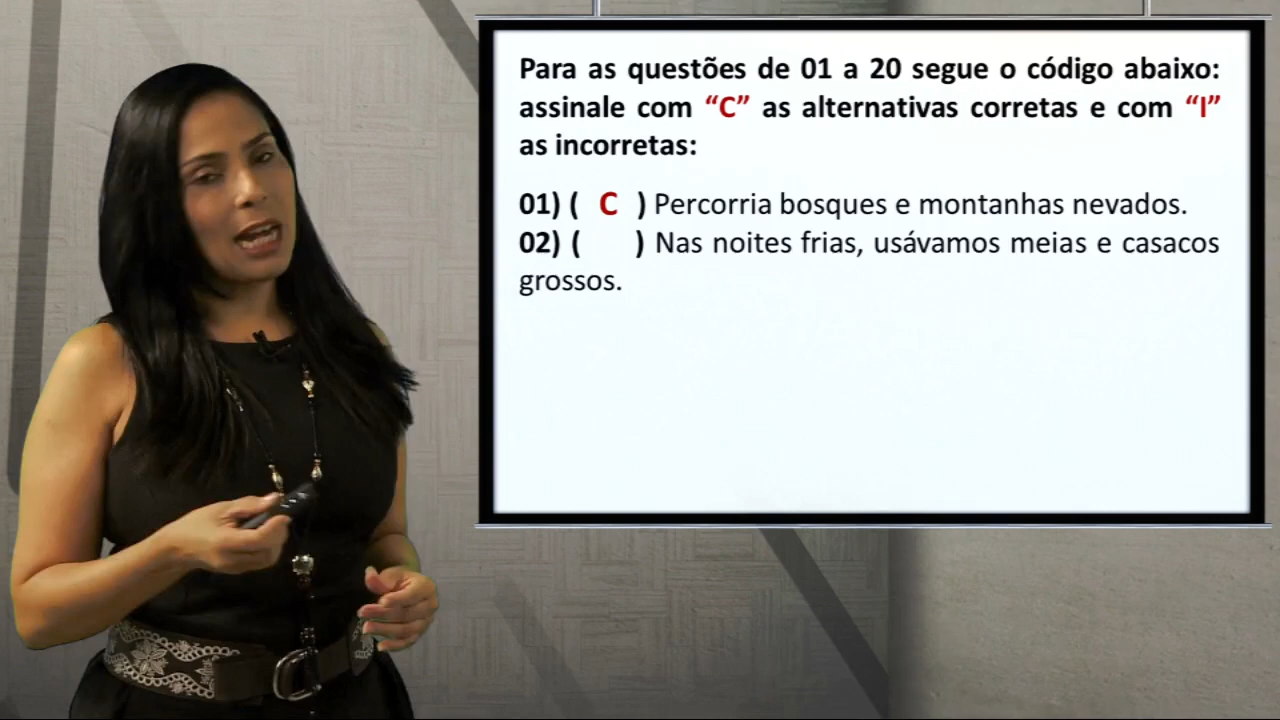 Para as questões de 01 a 20 segue o código abaixo:
assinale com “C” as alternativas corretas e com “I”
as incorretas:
01) ( C ) Percorria bosques e montanhas nevados.
02) ( ) Nas noites frias, usávamos meias e casacos
grossos.